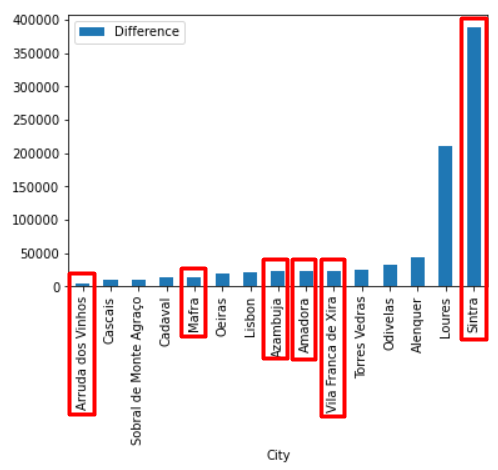 400000
350000
300000
250000
200000
150000
100000
50000
0
Difference
Arruda dos Vinhos
Cascais
Sobral de Monte Agraço
Cadaval
Mafra
Oeiras
Lisbon
Azambuja
Amadora
Vila Franca de Xira
Torres Vedras
Odivelas
Alenquer
Loures
Sintra
City